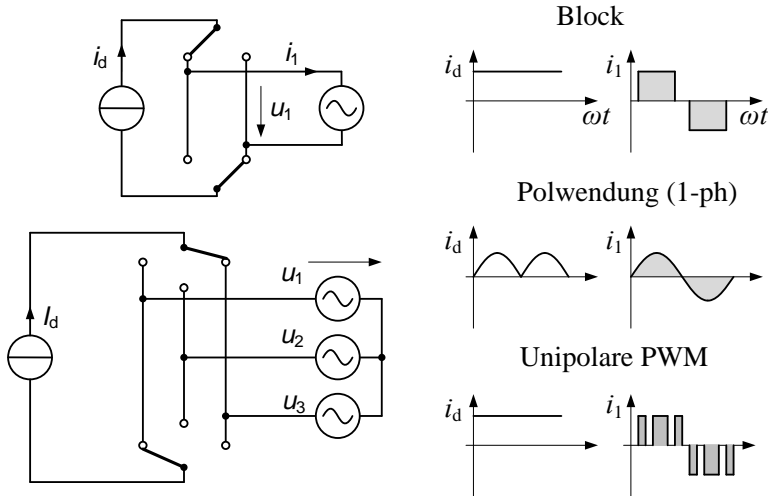 i_d
i_1
u_1
I_d
u_1
u_2
u_3
Block
i_d
ωt
i_1
ωt
Polwendung (1-ph)
i_d
i_1
Unipolare PWM
i_d
i_1